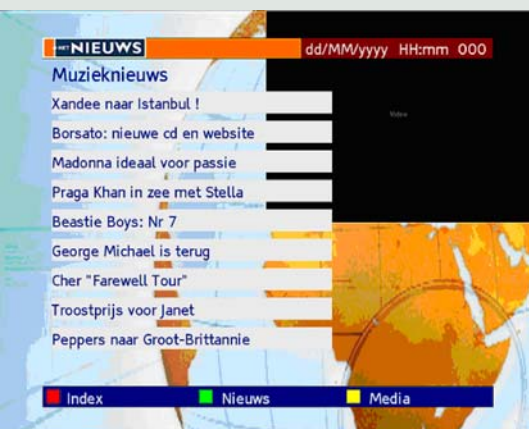 NET NIEUWS
dd/MM/yyyy HH:mm 000
Muzieknieuws
Xandee naar Istanbul !
Video
Borsato: nieuwe cd en website
Madonna ideaal voor passie
Praga Khan in zee met Stella
Beastie Boys: Nr 7
George Michael is terug
Cher "Farewell Tour"
Troostprijs voor Janet
Peppers naar Groot-Brittannie
Index Nieuws Media